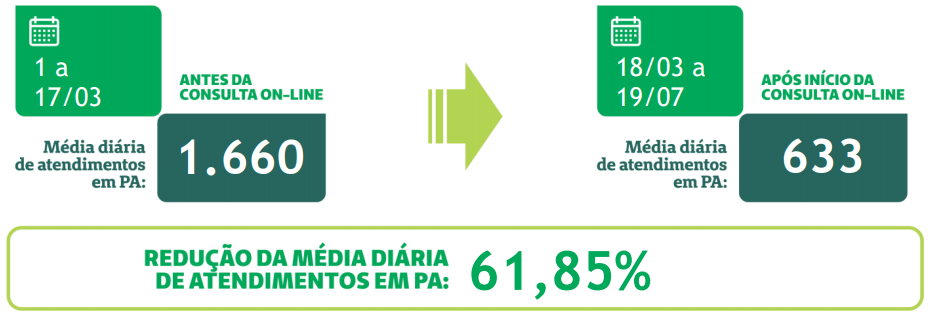 1 a
17/03
ANTES DA
CONSULTA ON-LINE
Média diária
de atendimentos
em PA:
1.660
18/03 a
19/07
APÓS INÍCIO DA
CONSULTA ON-LINE
Média diária
de atendimentos
em PA:
633
REDUÇÃO DA MÉDIA DIÁRIA
DE ATENDIMENTOS EM PA:
61,85%